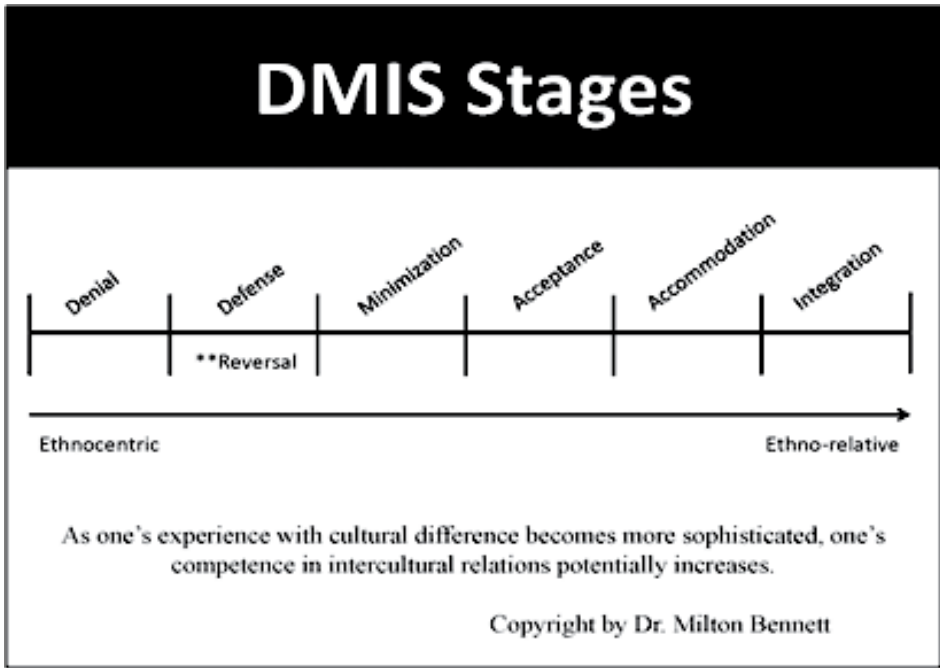 DMIS Stages
Denial
Defense
Minimization
Acceptance
Accommodation
Integration
**Reversal
Ethnocentric
Ethno-relative
As one’s experience with cultural difference becomes more sophisticated, one’s
competence in intercultural relations potentially increases.
Copyright by Dr. Milton Bennett